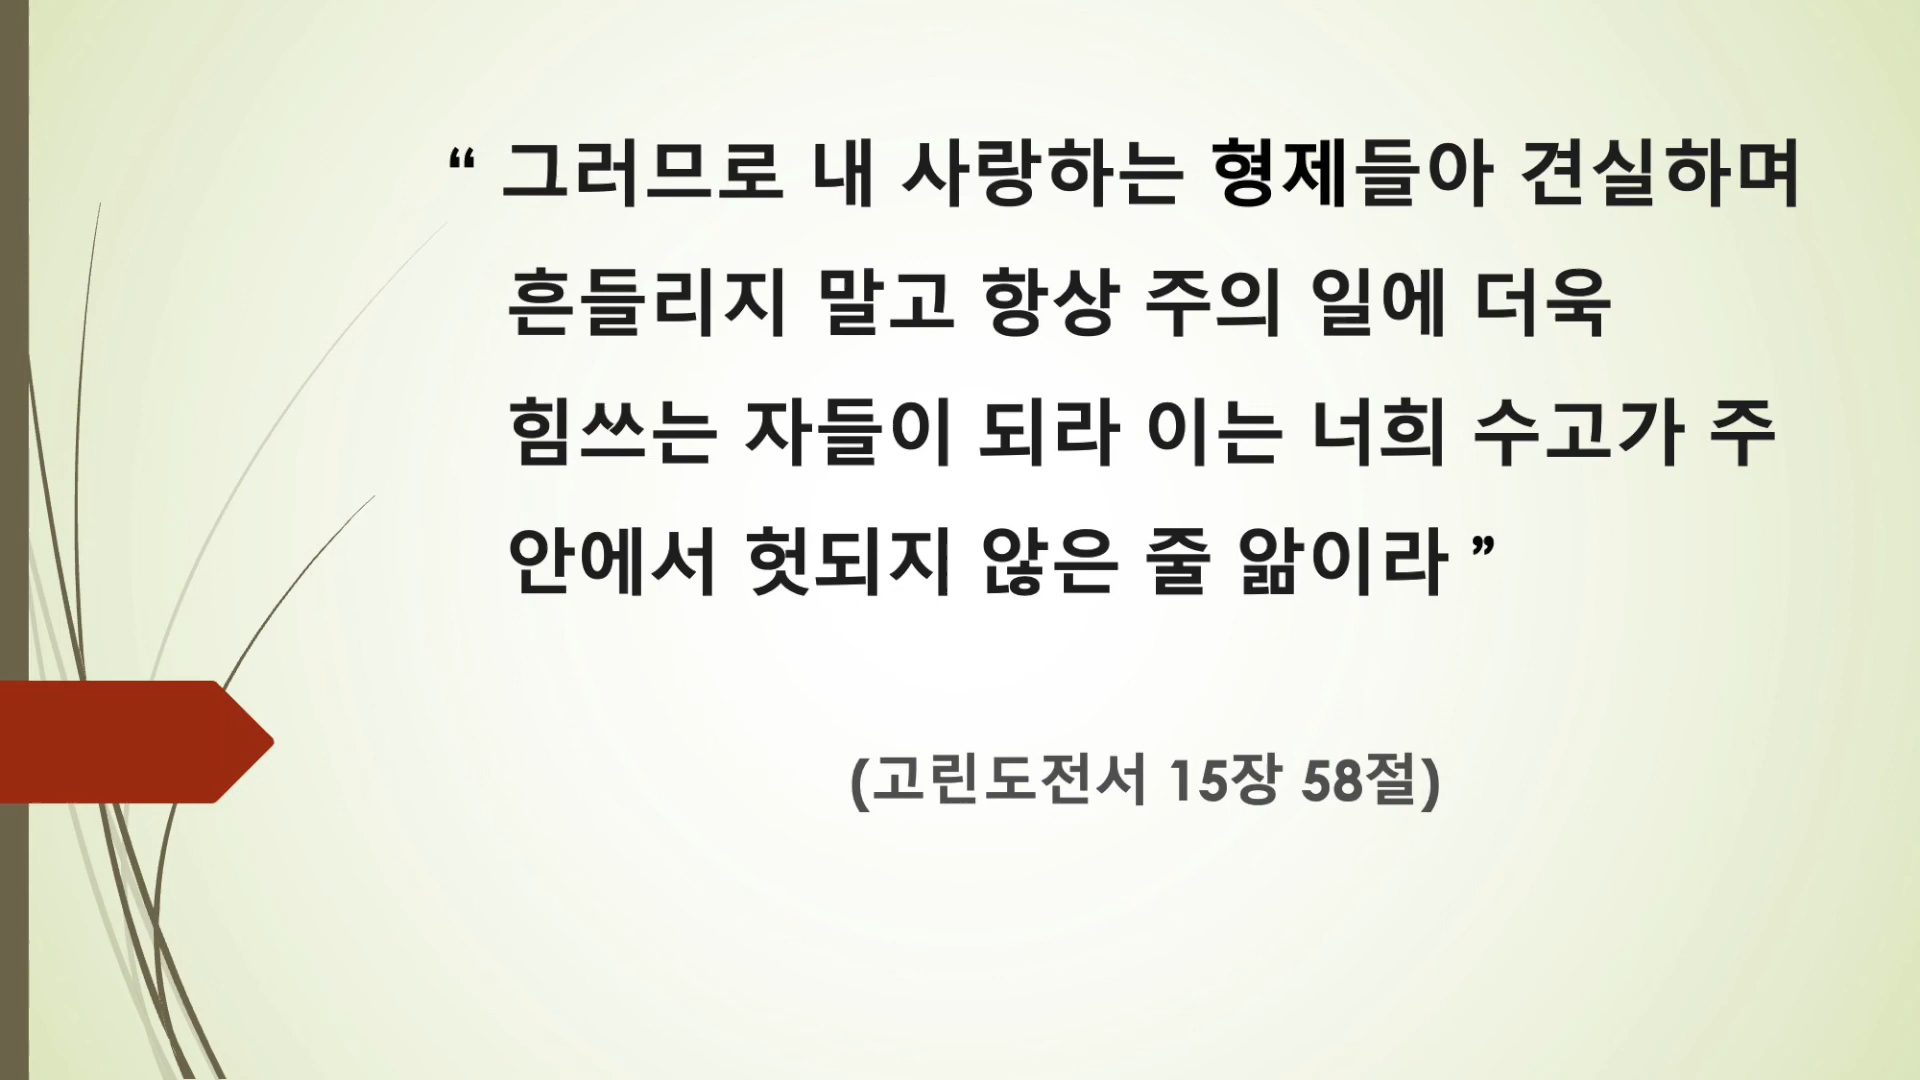 “ 그러므로 내 사랑하는 형제들아 견실하며
흔들리지 말고 항상 주의 일에 더욱
힘쓰는 자들이 되라 이는 너희 수고가 주
안에서 헛되지 않은 줄 앎이라 ”
(고린도전서 15장 58절)